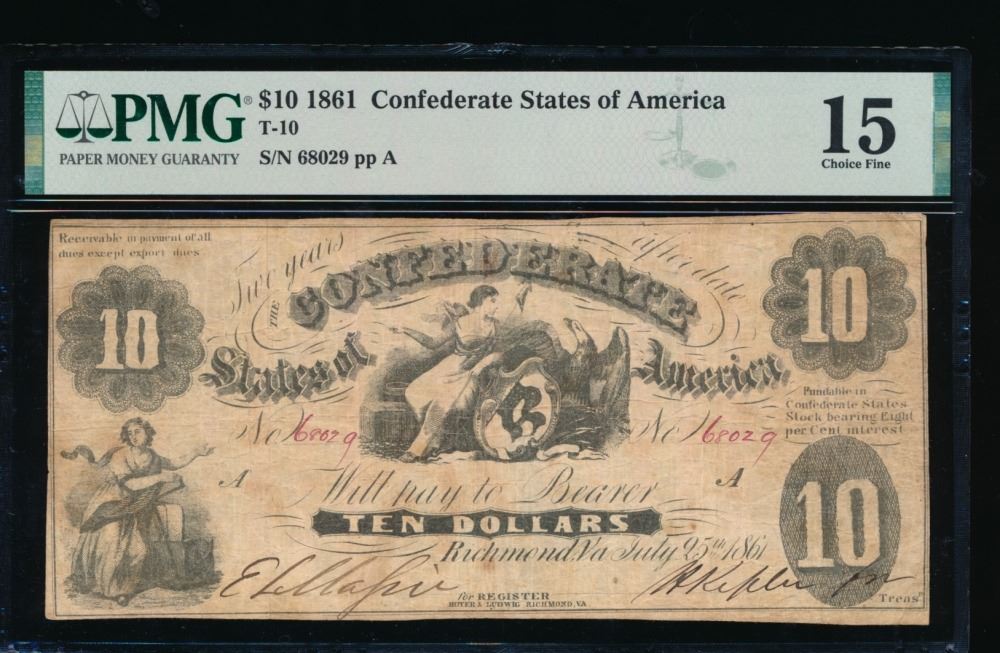 PMG®
PAPER MONEY GUARANTY
$10 1861 Confederate States of America
T-10
S/N 68029 pp A
15
Choice Fine
Receivable in payment of all
dues except export dues
Two years after date
THE CONFEDERATE
States of America.
10
10
Fundable in
Confederate States
Stock bearing Eight
per Cent interest
No 68029
No 68029
A
A
Will pay to Bearer
TEN DOLLARS
10
Richmond, Va July 25th 1861
for REGISTER
HOYER & LUDWIG RICHMOND, VA
Treasr